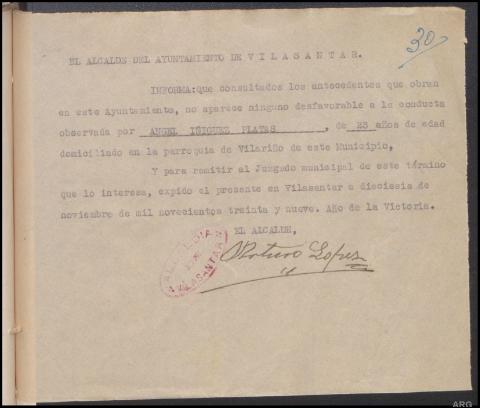 30
EL ALCALDE DEL AYUNTAMIENTO DE V I L A S A N T A R.
INFORMA: que consultados los antecedentes que obran
en este Ayuntamiento, no aparece ninguno desfavorable a la conducta
observada por ANGEL IÑIGUEZ PLATAS , de 23 años de edad
domiciliado en la parroquia de Vilariño de este Municipio,
Y para remitir al Juzgado municipal de este término
que lo interesa, expido el presente en Vilasantar a dieciseis de
noviembre de mil novecientos treinta y nueve. Año de la Victoria.
EL ALCALDE,
ALCALDIA
VILASANTAR
Arturo Lopez
ARG